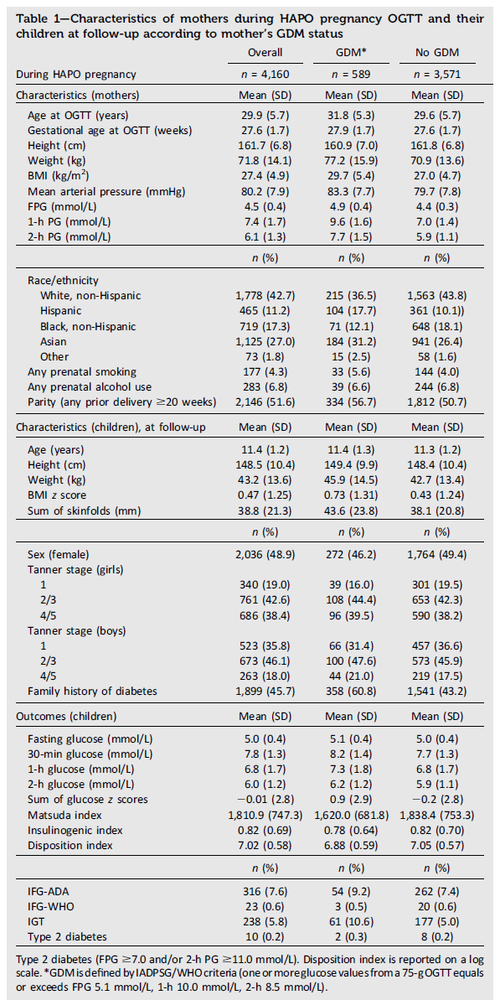 Table 1—Characteristics of mothers during HAPO pregnancy OGTT and their
children at follow-up according to mother's GDM status
Overall GDM* No GDM
During HAPO pregnancy n = 4,160 n = 589 n = 3,571
Characteristics (mothers) Mean (SD) Mean (SD) Mean (SD)
Age at OGTT (years) 29.9 (5.7) 31.8 (5.3) 29.6 (5.7)
Gestational age at OGTT (weeks) 27.6 (1.7) 27.9 (1.7) 27.6 (1.7)
Height (cm) 161.7 (6.8) 160.9 (7.0) 161.8 (6.8)
Weight (kg) 71.8 (14.1) 77.2 (15.9) 70.9 (13.6)
BMI (kg/m²) 27.4 (4.9) 29.7 (5.4) 27.0 (4.7)
Mean arterial pressure (mmHg) 80.2 (7.9) 83.3 (7.7) 79.7 (7.8)
FPG (mmol/L) 4.5 (0.4) 4.9 (0.4) 4.4 (0.3)
1-h PG (mmol/L) 7.4 (1.7) 9.6 (1.6) 7.0 (1.4)
2-h PG (mmol/L) 6.1 (1.3) 7.7 (1.5) 5.9 (1.1)
n (%) n (%) n (%)
Race/ethnicity
White, non-Hispanic 1,778 (42.7) 215 (36.5) 1,563 (43.8)
Hispanic 465 (11.2) 104 (17.7) 361 (10.1))
Black, non-Hispanic 719 (17.3) 71 (12.1) 648 (18.1)
Asian 1,125 (27.0) 184 (31.2) 941 (26.4)
Other 73 (1.8) 15 (2.5) 58 (1.6)
Any prenatal smoking 177 (4.3) 33 (5.6) 144 (4.0)
Any prenatal alcohol use 283 (6.8) 39 (6.6) 244 (6.8)
Parity (any prior delivery ≥20 weeks) 2,146 (51.6) 334 (56.7) 1,812 (50.7)
Characteristics (children), at follow-up Mean (SD) Mean (SD) Mean (SD)
Age (years) 11.4 (1.2) 11.4 (1.3) 11.3 (1.2)
Height (cm) 148.5 (10.4) 149.4 (9.9) 148.4 (10.4)
Weight (kg) 43.2 (13.6) 45.9 (14.5) 42.7 (13.4)
BMI z score 0.47 (1.25) 0.73 (1.31) 0.43 (1.24)
Sum of skinfolds (mm) 38.8 (21.3) 43.6 (23.8) 38.1 (20.8)
n (%) n (%) n (%)
Sex (female) 2,036 (48.9) 272 (46.2) 1,764 (49.4)
Tanner stage (girls)
1 340 (19.0) 39 (16.0) 301 (19.5)
2/3 761 (42.6) 108 (44.4) 653 (42.3)
4/5 686 (38.4) 96 (39.5) 590 (38.2)
Tanner stage (boys)
1 523 (35.8) 66 (31.4) 457 (36.6)
2/3 673 (46.1) 100 (47.6) 573 (45.9)
4/5 263 (18.0) 44 (21.0) 219 (17.5)
Family history of diabetes 1,899 (45.7) 358 (60.8) 1,541 (43.2)
Outcomes (children) Mean (SD) Mean (SD) Mean (SD)
Fasting glucose (mmol/L) 5.0 (0.4) 5.1 (0.4) 5.0 (0.4)
30-min glucose (mmol/L) 7.8 (1.3) 8.2 (1.4) 7.7 (1.3)
1-h glucose (mmol/L) 6.8 (1.7) 7.3 (1.8) 6.8 (1.7)
2-h glucose (mmol/L) 6.0 (1.2) 6.2 (1.2) 5.9 (1.1)
Sum of glucose z scores −0.01 (2.8) 0.9 (2.9) −0.2 (2.8)
Matsuda index 1,810.9 (747.3) 1,620.0 (681.8) 1,838.4 (753.3)
Insulinogenic index 0.82 (0.69) 0.78 (0.64) 0.82 (0.70)
Disposition index 7.02 (0.58) 6.88 (0.59) 7.05 (0.57)
n (%) n (%) n (%)
IFG-ADA 316 (7.6) 54 (9.2) 262 (7.4)
IFG-WHO 23 (0.6) 3 (0.5) 20 (0.6)
IGT 238 (5.8) 61 (10.6) 177 (5.0)
Type 2 diabetes 10 (0.2) 2 (0.3) 8 (0.2)
Type 2 diabetes (FPG ≥7.0 and/or 2-h PG ≥11.0 mmol/L). Disposition index is reported on a log
scale. *GDM is defined by IADPSG/WHO criteria (one or more glucose values from a 75-g OGTT equals
or exceeds FPG 5.1 mmol/L, 1-h 10.0 mmol/L, 2-h 8.5 mmol/L).